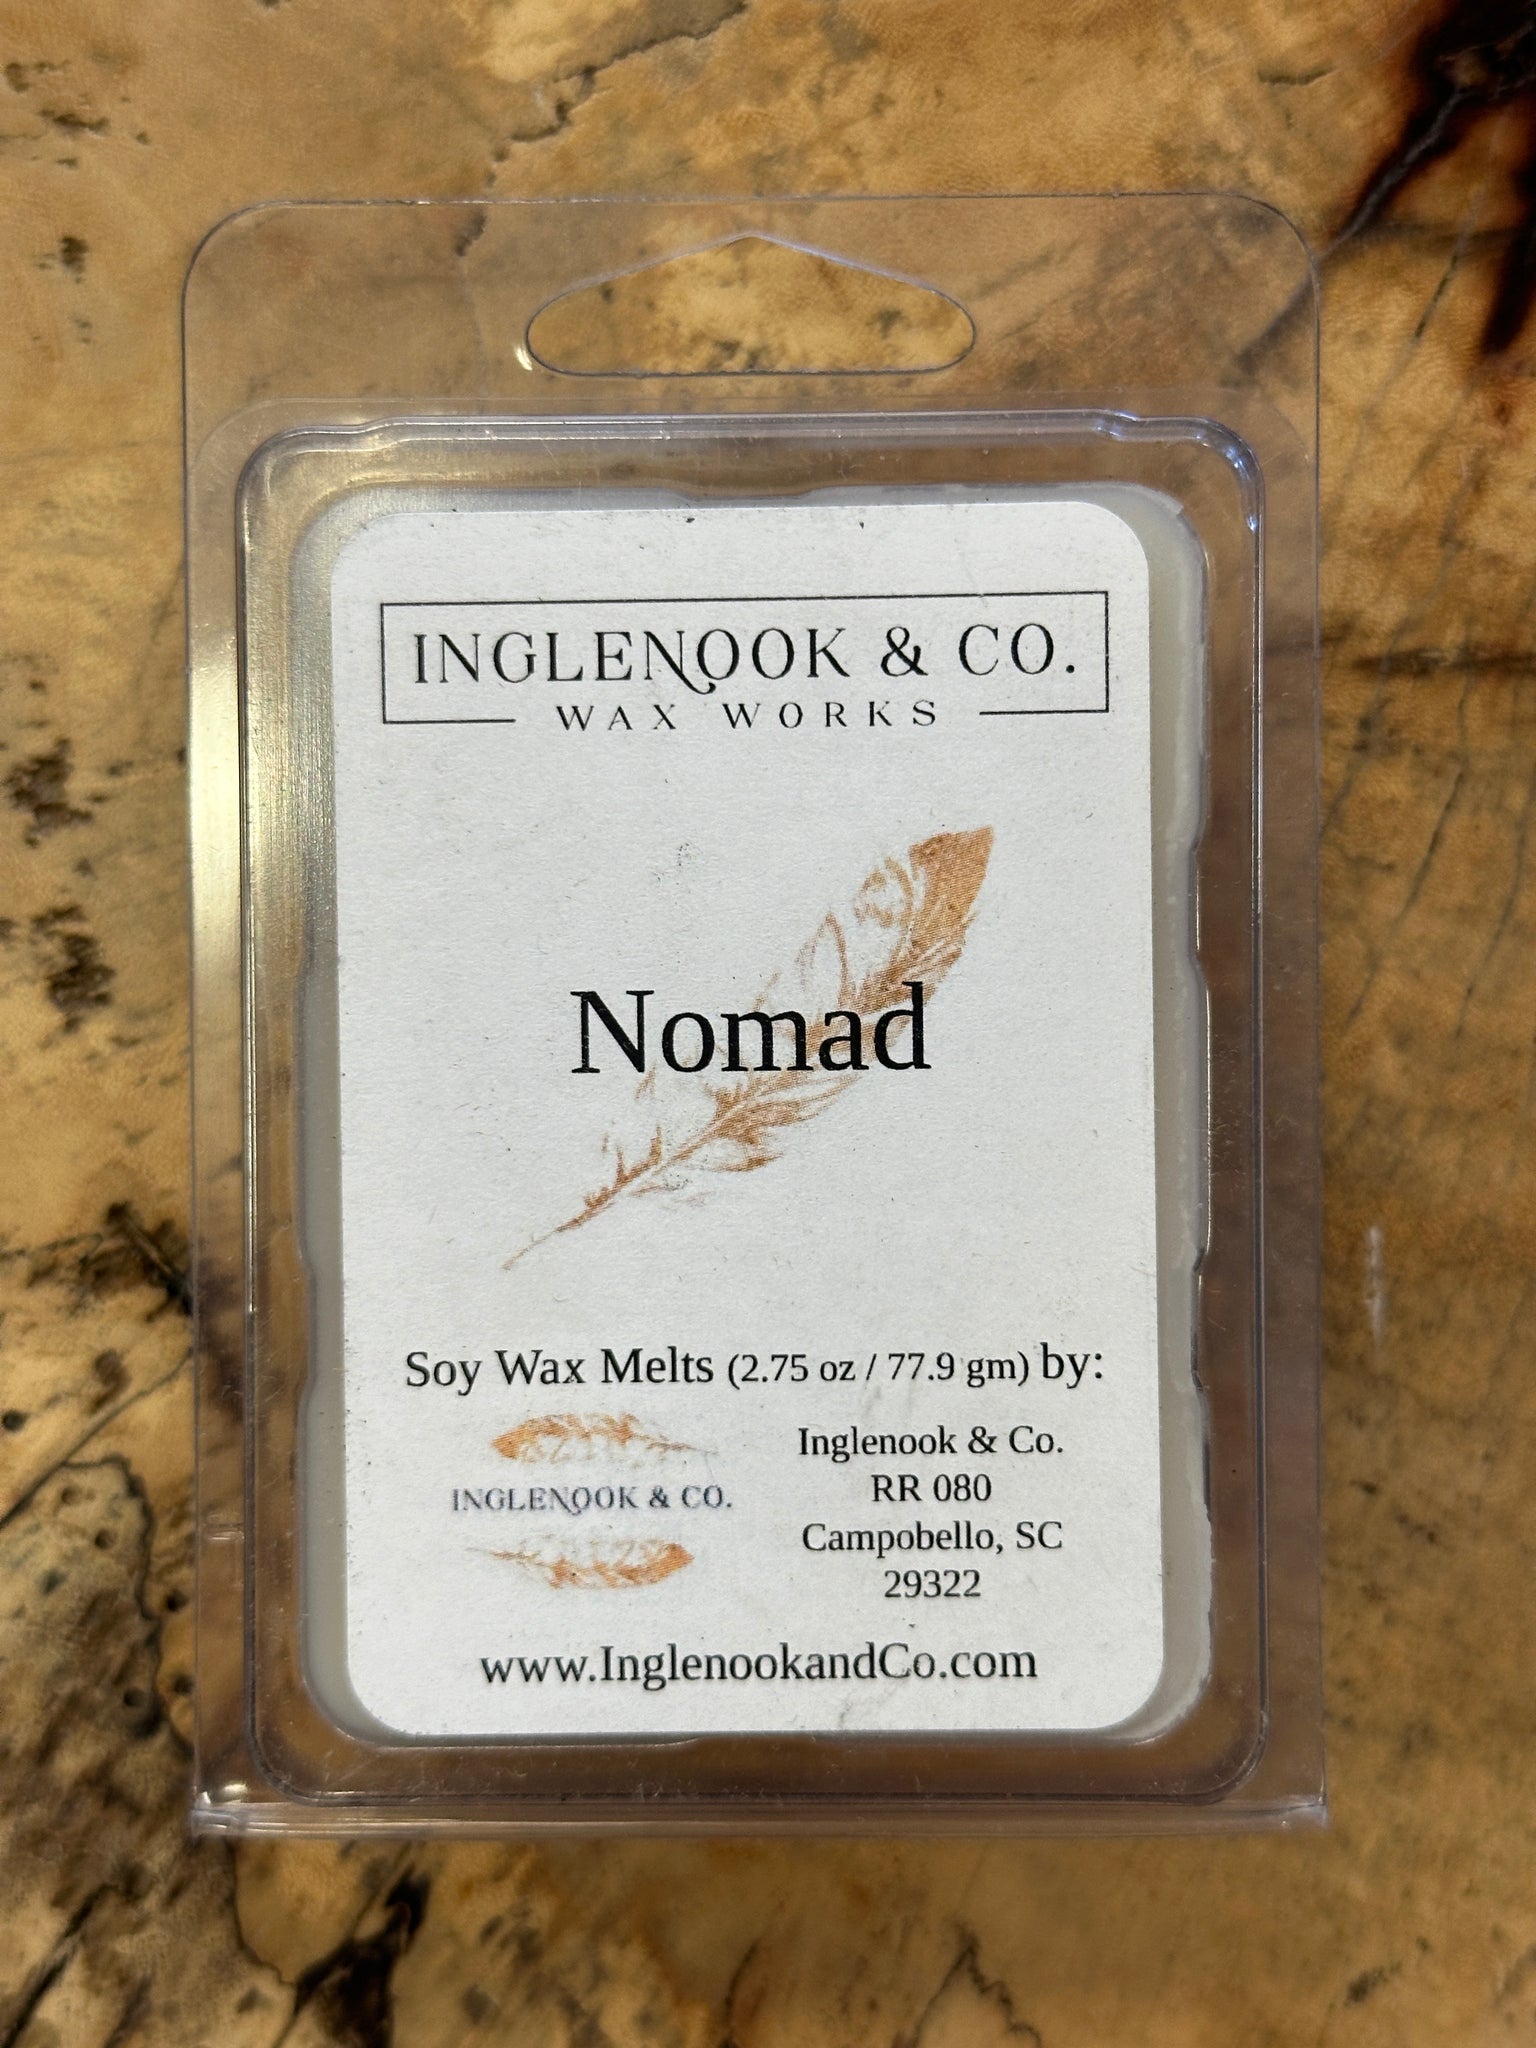 INGLENOOK & CO.
WAX WORKS
Nomad
Soy Wax Melts (2.75 oz / 77.9 gm) by:
INGLENOOK & CO.
Inglenook & Co.
RR 080
Campobello, SC
29322
www.InglenookandCo.com